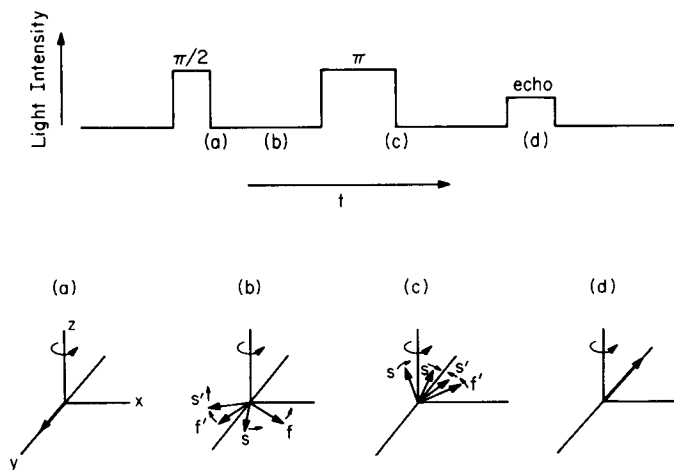 Light Intensity
π/2
π
echo
(a)
(b)
(c)
(d)
t
(a)
(b)
(c)
(d)
z
x
y
s'
f'
s
f
s
s'
f'